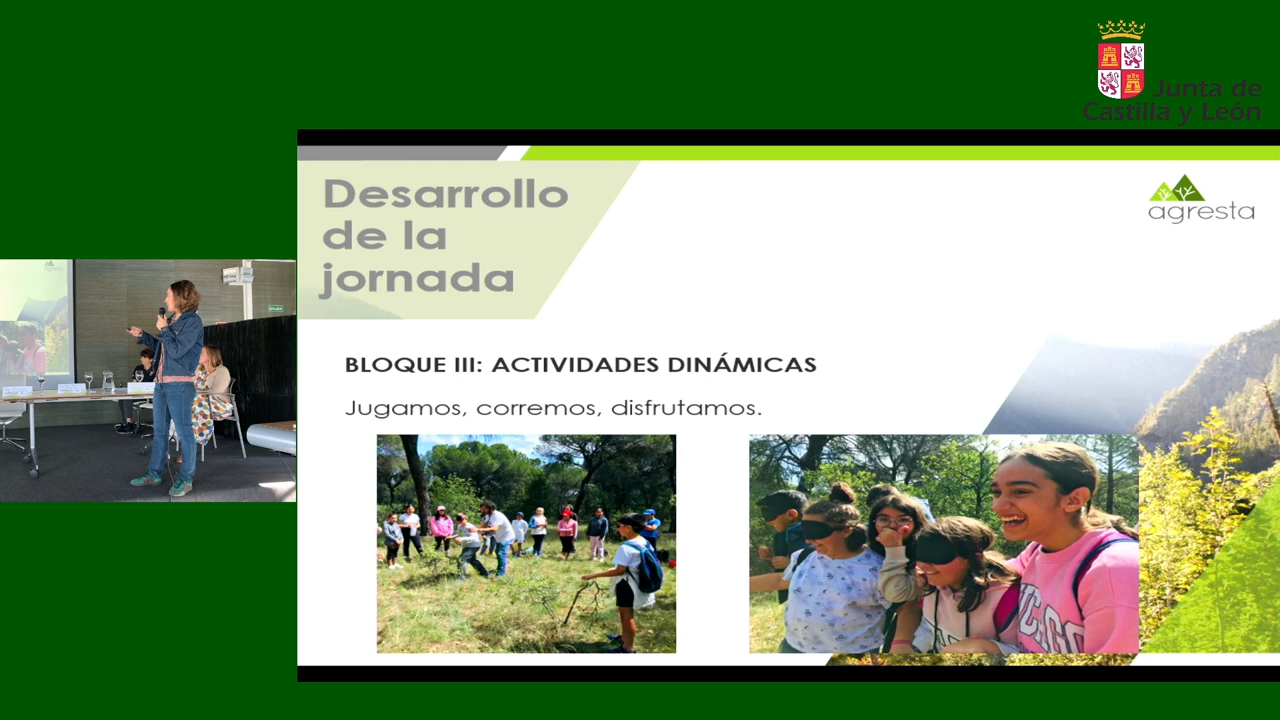 Junta de
Castilla y León
Desarrollo
de la
jornada
agresta
BLOQUE III: ACTIVIDADES DINÁMICAS
Jugamos, corremos, disfrutamos.